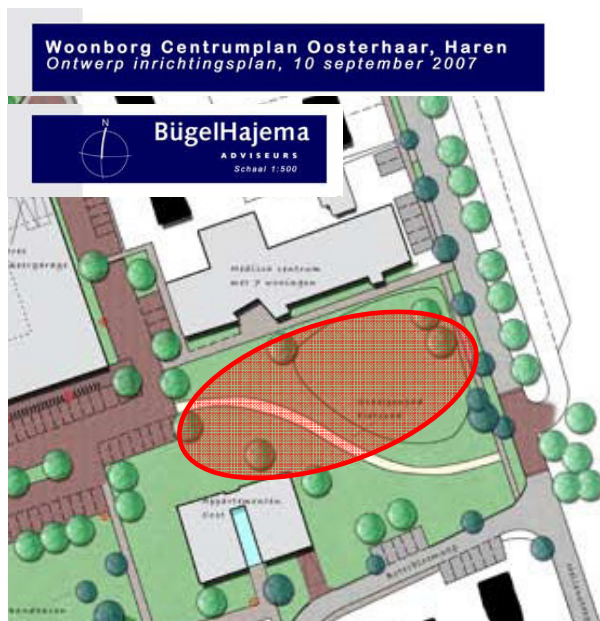 Woonborg Centrumplan Oosterhaar, Haren
Ontwerp inrichtingsplan, 10 september 2007
N
BügelHajema
ADVISEURS
Schaal 1:500
Medisch centrum
met 7 woningen
Appartementen
Oost